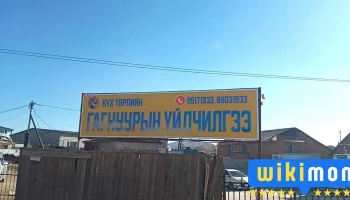 БҮХ ТӨРЛИЙН
99171933, 88031933
ГАГНУУРЫН ҮЙЛЧИЛГЭЭ
wikimon